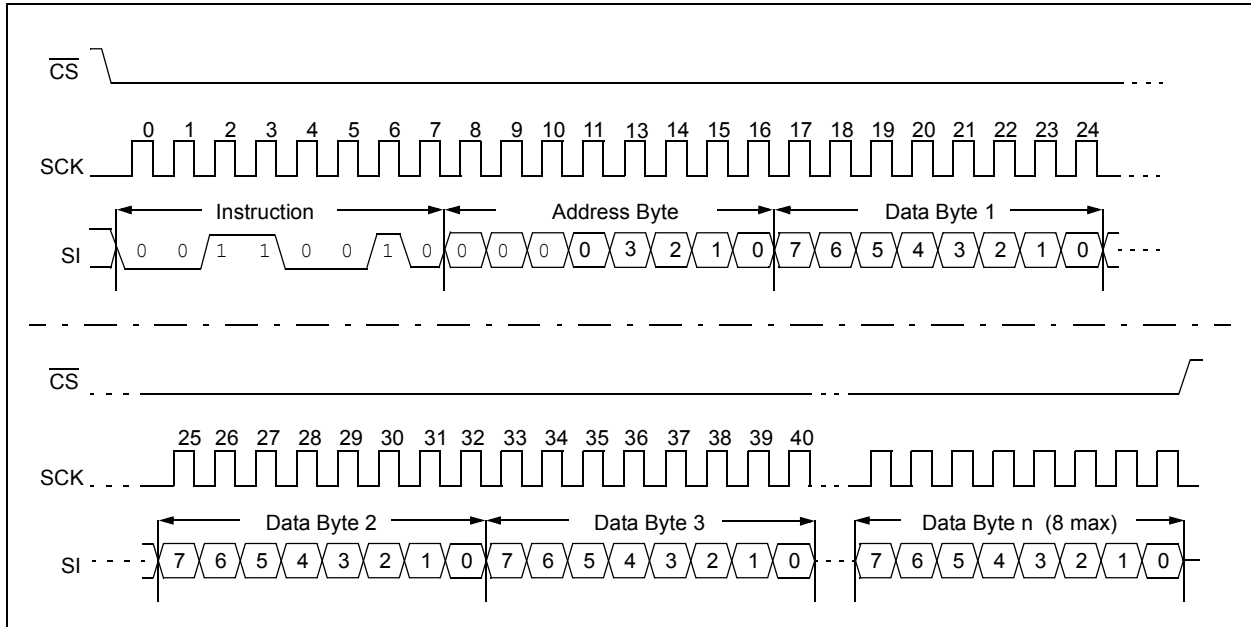 CS
0 1 2 3 4 5 6 7 8 9 10 11 13 14 15 16 17 18 19 20 21 22 23 24
SCK
Instruction Address Byte Data Byte 1
SI 0 0 1 1 0 0 1 0 0 0 0 0 3 2 1 0 7 6 5 4 3 2 1 0
CS
25 26 27 28 29 30 31 32 33 34 35 36 37 38 39 40
SCK
Data Byte 2 Data Byte 3 Data Byte n (8 max)
SI 7 6 5 4 3 2 1 0 7 6 5 4 3 2 1 0 7 6 5 4 3 2 1 0